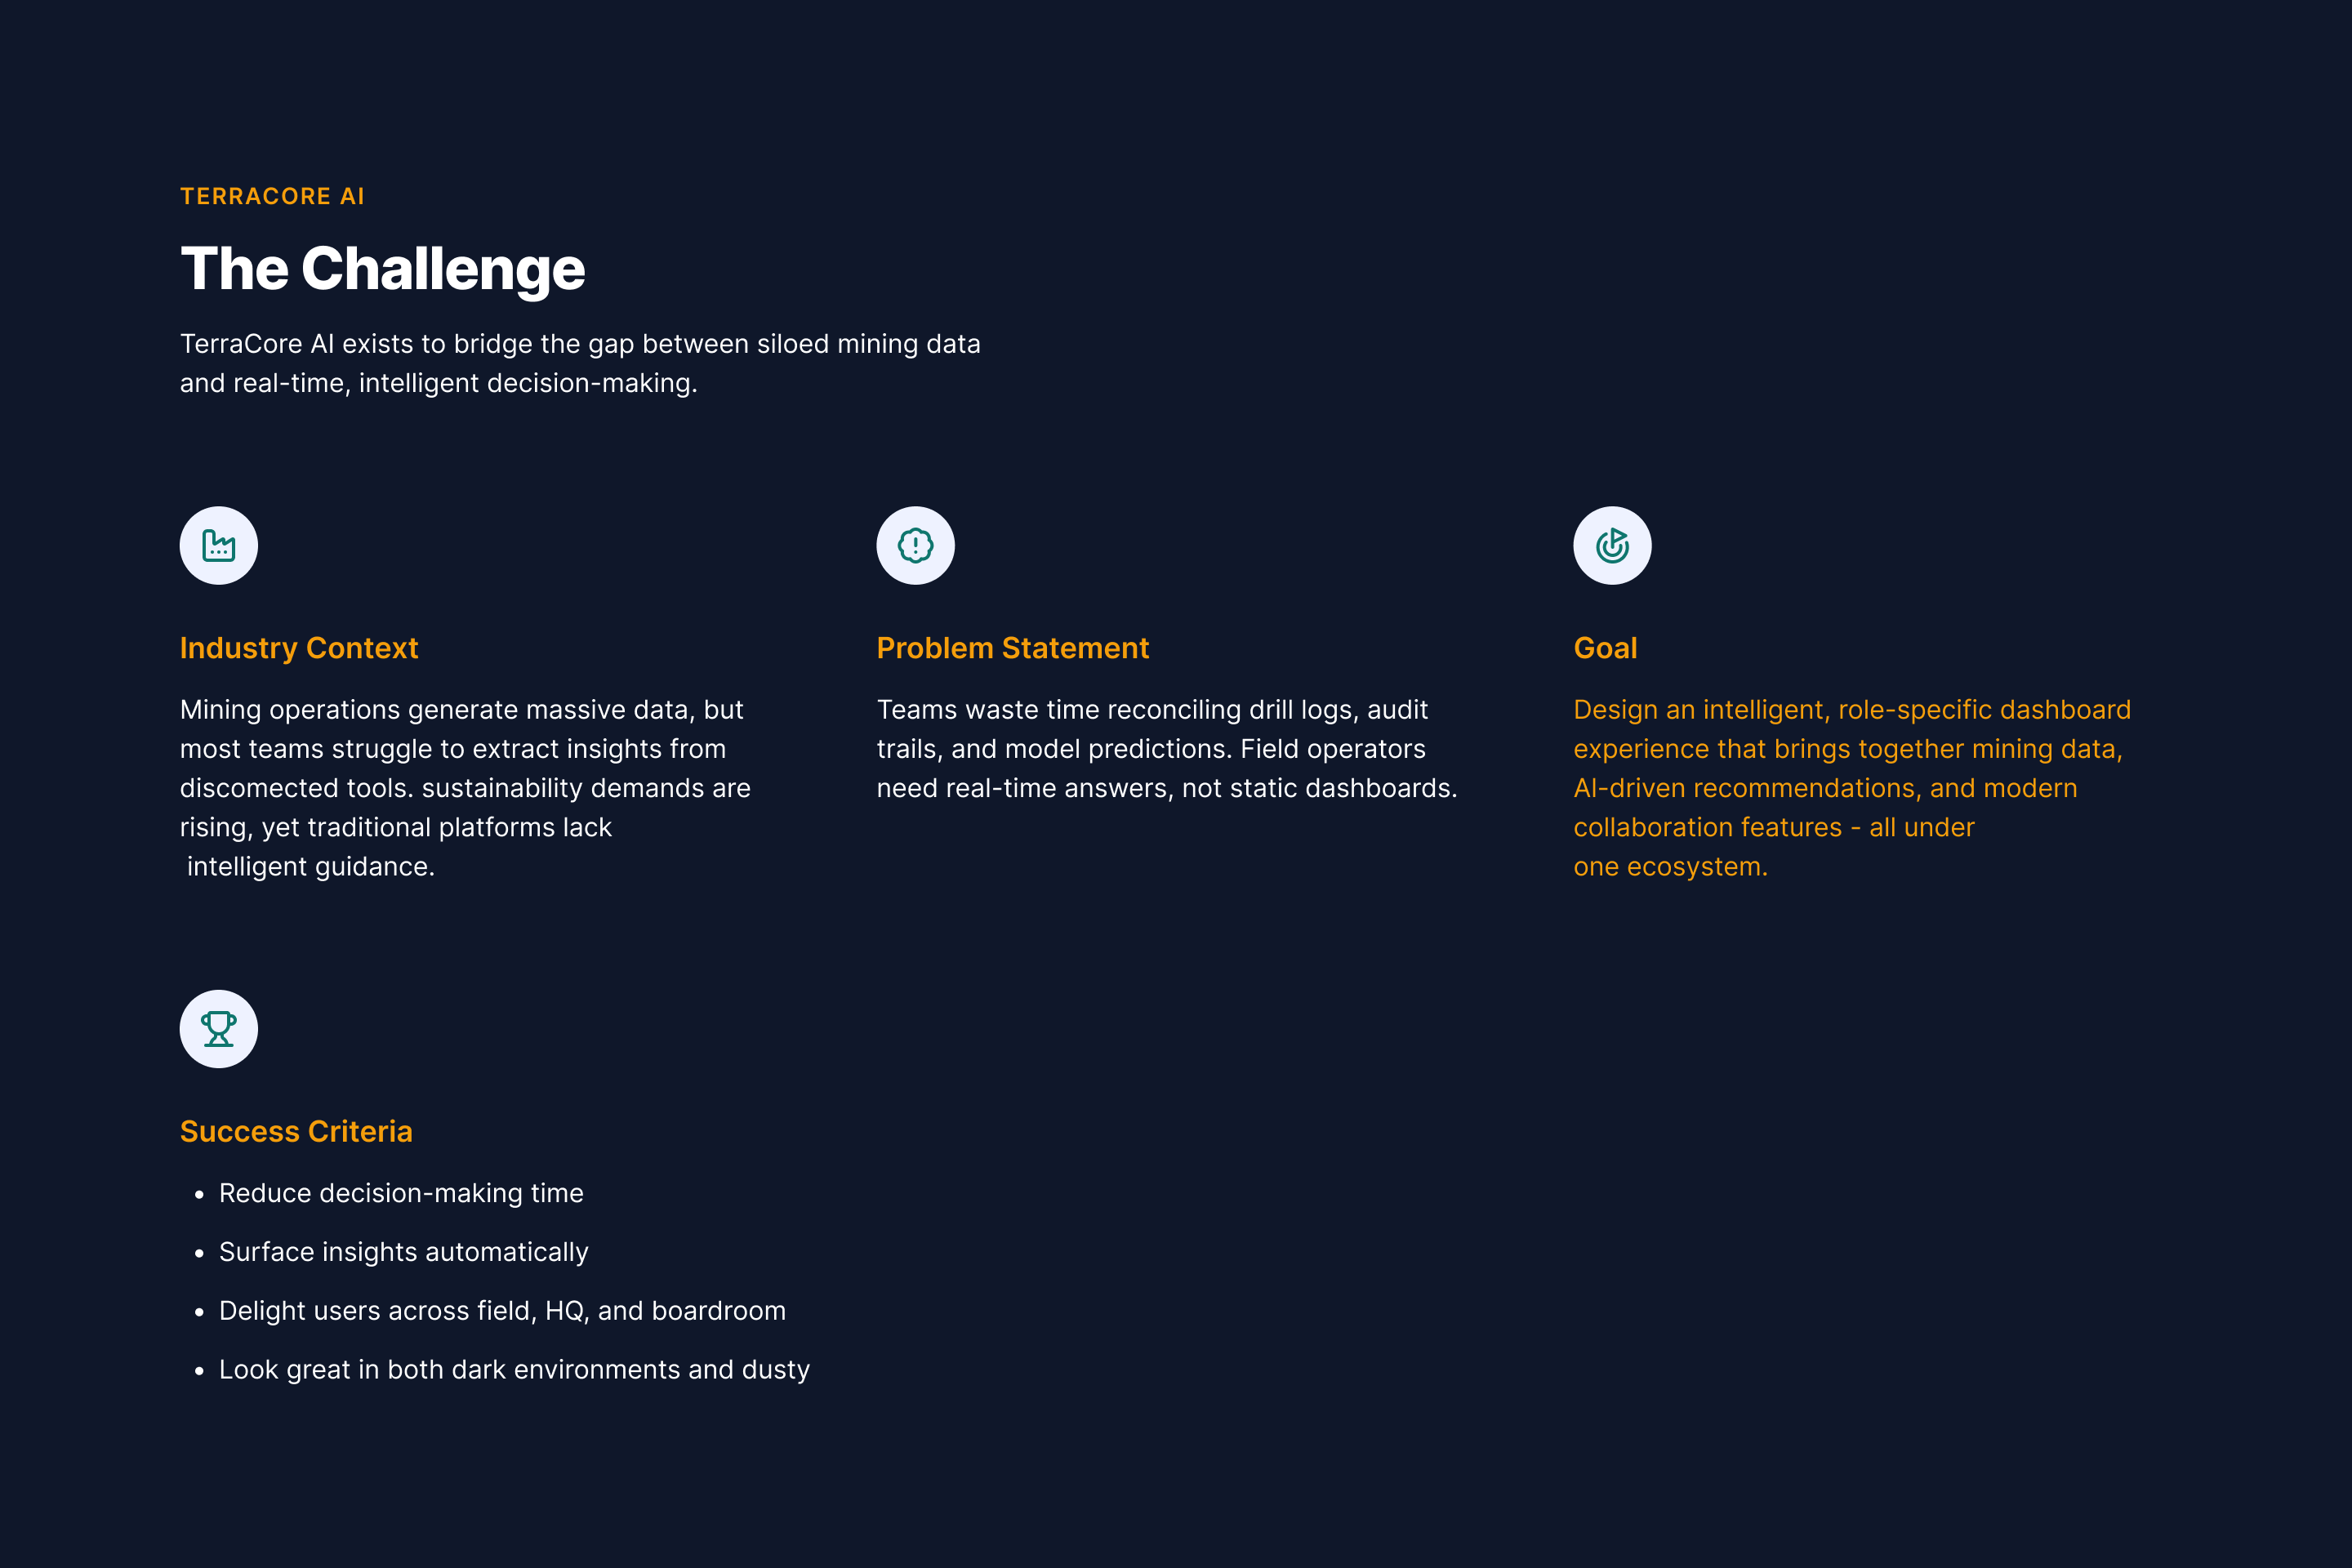 TERRACORE AI
The Challenge
TerraCore AI exists to bridge the gap between siloed mining data
and real-time, intelligent decision-making.
Industry Context
Mining operations generate massive data, but
most teams struggle to extract insights from
discomected tools. sustainability demands are
rising, yet traditional platforms lack
intelligent guidance.
Problem Statement
Teams waste time reconciling drill logs, audit
trails, and model predictions. Field operators
need real-time answers, not static dashboards.
Goal
Design an intelligent, role-specific dashboard
experience that brings together mining data,
AI-driven recommendations, and modern
collaboration features - all under
one ecosystem.
Success Criteria
• Reduce decision-making time
• Surface insights automatically
• Delight users across field, HQ, and boardroom
• Look great in both dark environments and dusty